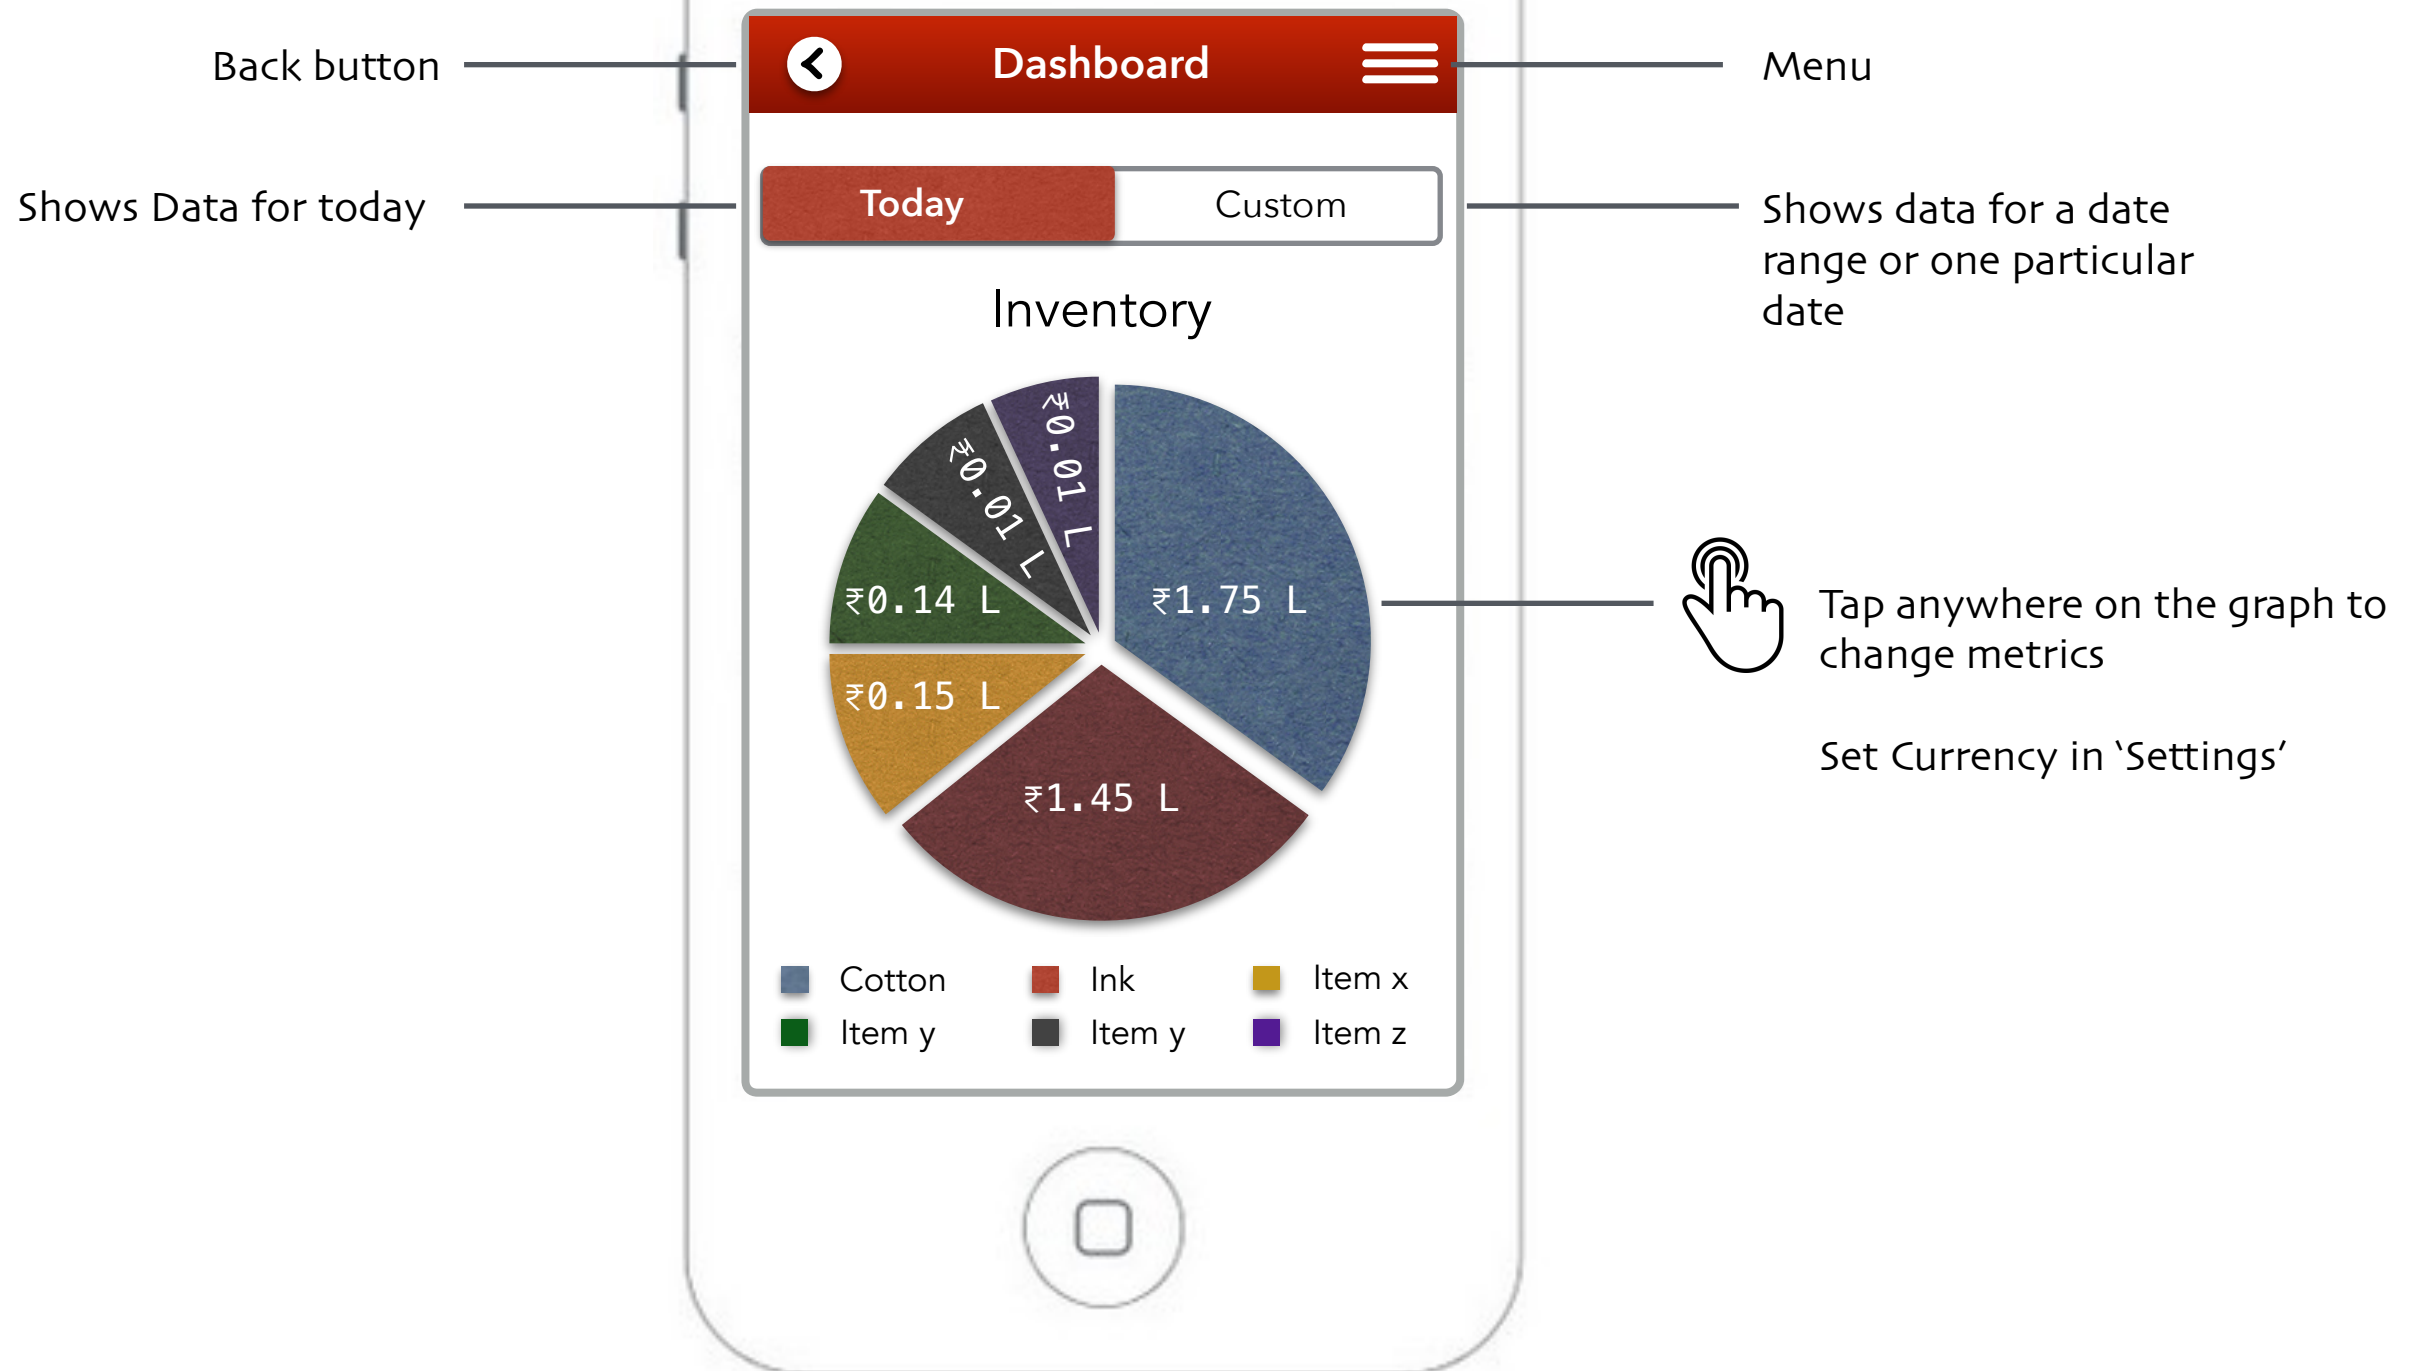 Back button
Dashboard
Menu
Shows Data for today
Today
Custom
Shows data for a date
range or one particular
date
Inventory
₹0.01 L
₹0.01 L
₹0.14 L
₹1.75 L
₹0.15 L
₹1.45 L
Tap anywhere on the graph to
change metrics
Set Currency in ‘Settings’
Cotton
Ink
Item x
Item y
Item y
Item z